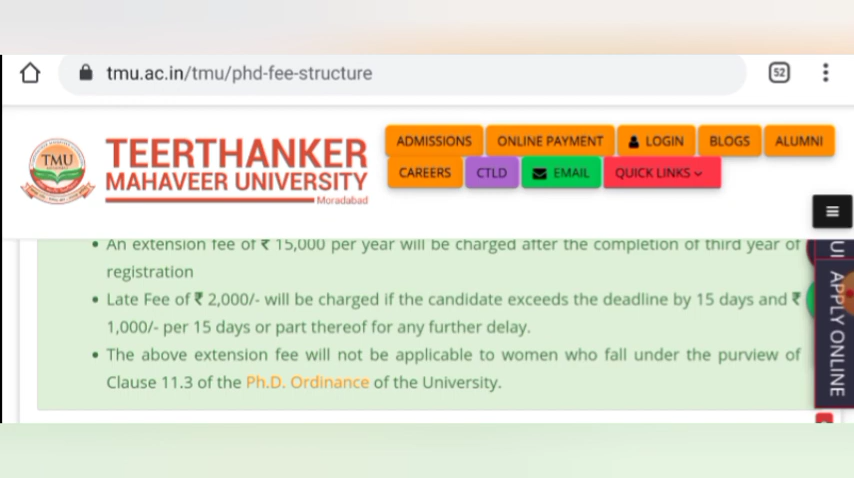 tmu.ac.in/tmu/phd-fee-structure
52
TMU
TEERTHANKER
MAHAVEER UNIVERSITY
Moradabad
ADMISSIONS
ONLINE PAYMENT
LOGIN
BLOGS
ALUMNI
CAREERS
CTLD
EMAIL
QUICK LINKS
• An extension fee of ₹ 15,000 per year will be charged after the completion of third year of
registration
• Late Fee of ₹ 2,000/- will be charged if the candidate exceeds the deadline by 15 days and ₹
1,000/- per 15 days or part thereof for any further delay.
• The above extension fee will not be applicable to women who fall under the purview of
Clause 11.3 of the Ph.D. Ordinance of the University.
APPLY ONLINE